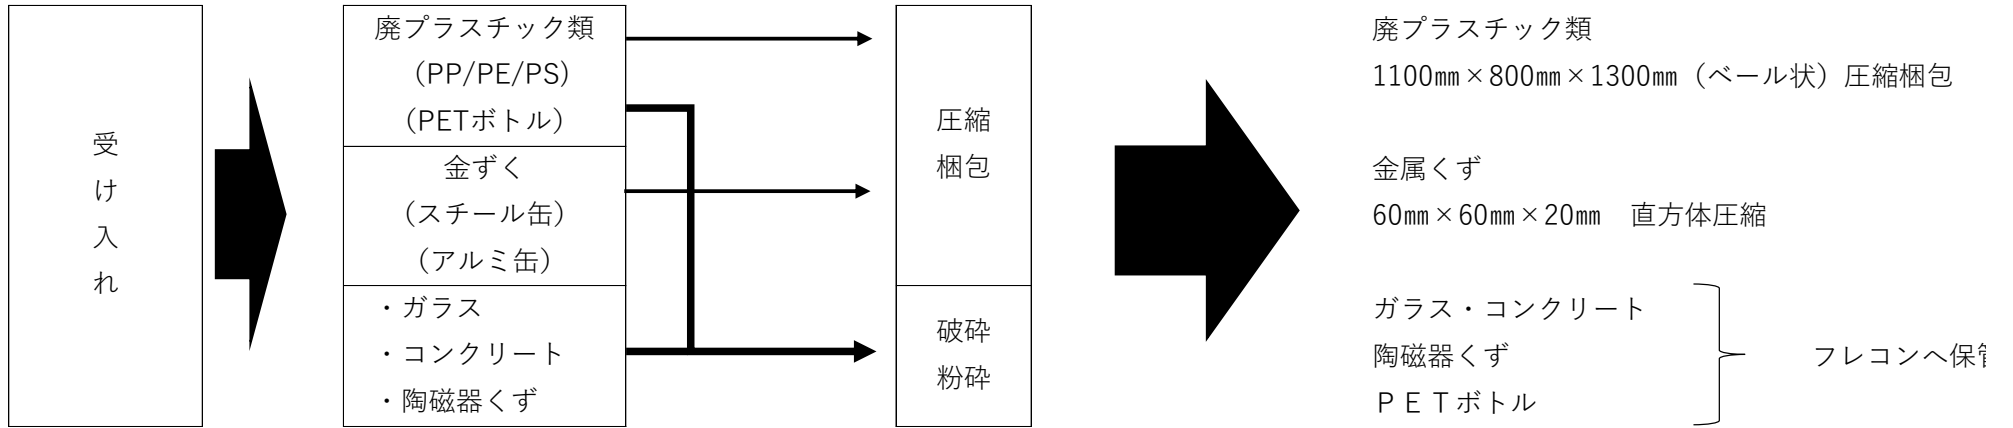 受け入れ
廃プラスチック類
（PP/PE/PS)
（PETボトル）
金ずく
（スチール缶）
（アルミ缶）
・ガラス
・コンクリート
・陶磁器くず
圧縮
梱包
破砕
粉砕
廃プラスチック類
1100㎜×800㎜×1300㎜（ベール状）圧縮梱包
金属くず
60㎜×60㎜×20㎜　直方体圧縮
ガラス・コンクリート
陶磁器くず
ＰＥＴボトル
フレコンへ保